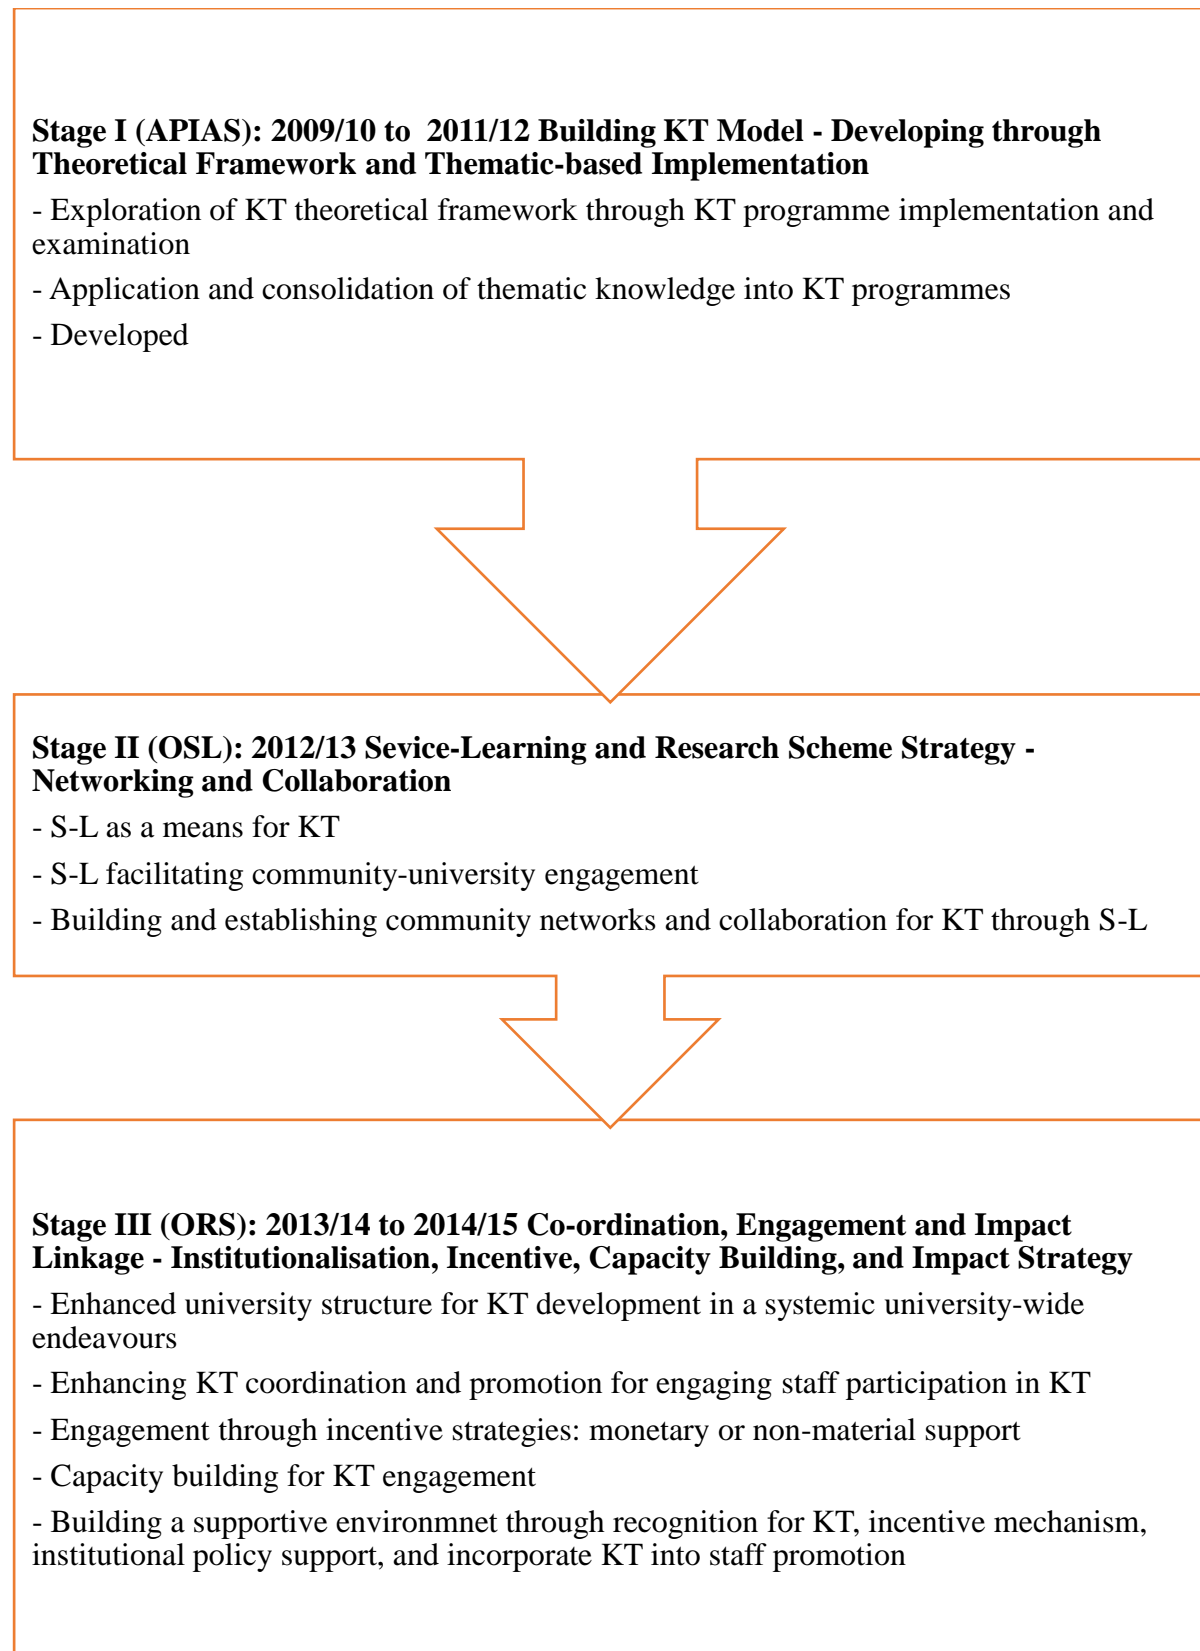 Stage I (APIAS): 2009/10 to  2011/12 Building KT Model - Developing through
Theoretical Framework and Thematic-based Implementation
- Exploration of KT theoretical framework through KT programme implementation and
examination
- Application and consolidation of thematic knowledge into KT programmes
- Developed
Stage II (OSL): 2012/13 Sevice-Learning and Research Scheme Strategy -
Networking and Collaboration
- S-L as a means for KT
- S-L facilitating community-university engagement
- Building and establishing community networks and collaboration for KT through S-L
Stage III (ORS): 2013/14 to 2014/15 Co-ordination, Engagement and Impact
Linkage - Institutionalisation, Incentive, Capacity Building, and Impact Strategy
- Enhanced university structure for KT development in a systemic university-wide
endeavours
- Enhancing KT coordination and promotion for engaging staff participation in KT
- Engagement through incentive strategies: monetary or non-material support
- Capacity building for KT engagement
- Building a supportive environmnet through recognition for KT, incentive mechanism,
institutional policy support, and incorporate KT into staff promotion